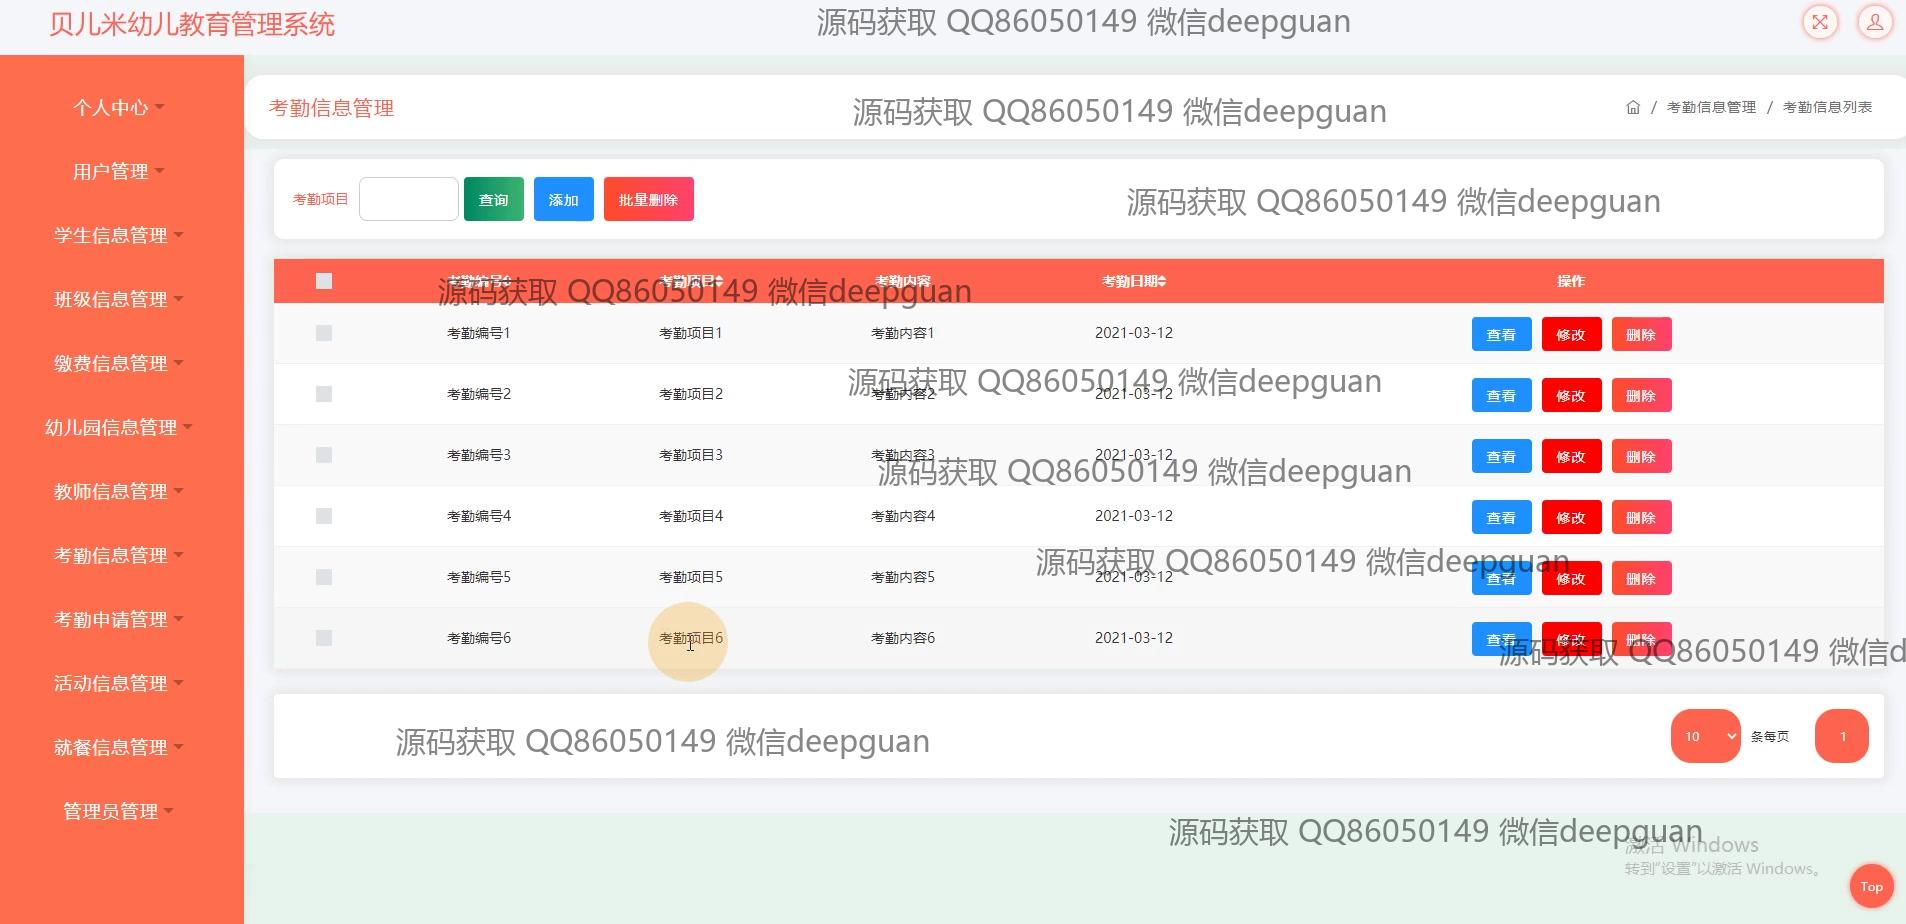 贝儿米幼儿教育管理系统
源码获取 QQ86050149 微信deepguan
个人中心
用户管理
学生信息管理
班级信息管理
缴费信息管理
幼儿园信息管理
教师信息管理
考勤信息管理
考勤申请管理
活动信息管理
就餐信息管理
管理员管理
考勤信息管理
源码获取 QQ86050149 微信deepguan
/ 考勤信息管理 / 考勤信息列表
考勤项目 查询 添加 批量删除
源码获取 QQ86050149 微信deepguan
考勤编号 考勤项目 考勤内容 考勤日期 操作
源码获取 QQ86050149 微信deepguan
考勤编号1 考勤项目1 考勤内容1 2021-03-12 查看 修改 删除
源码获取 QQ86050149 微信deepguan
考勤编号2 考勤项目2 考勤内容2 2021-03-12 查看 修改 删除
考勤编号3 考勤项目3 考勤内容3 2021-03-12 查看 修改 删除
源码获取 QQ86050149 微信deepguan
考勤编号4 考勤项目4 考勤内容4 2021-03-12 查看 修改 删除
源码获取 QQ86050149 微信deepguan
考勤编号5 考勤项目5 考勤内容5 2021-03-12 查看 修改 删除
考勤编号6 考勤项目6 考勤内容6 2021-03-12 查看 修改 删除
源码获取 QQ86050149 微信d
源码获取 QQ86050149 微信deepguan
10 条每页 1
源码获取 QQ86050149 微信deepguan
激活 Windows
转到“设置”以激活 Windows。
Top